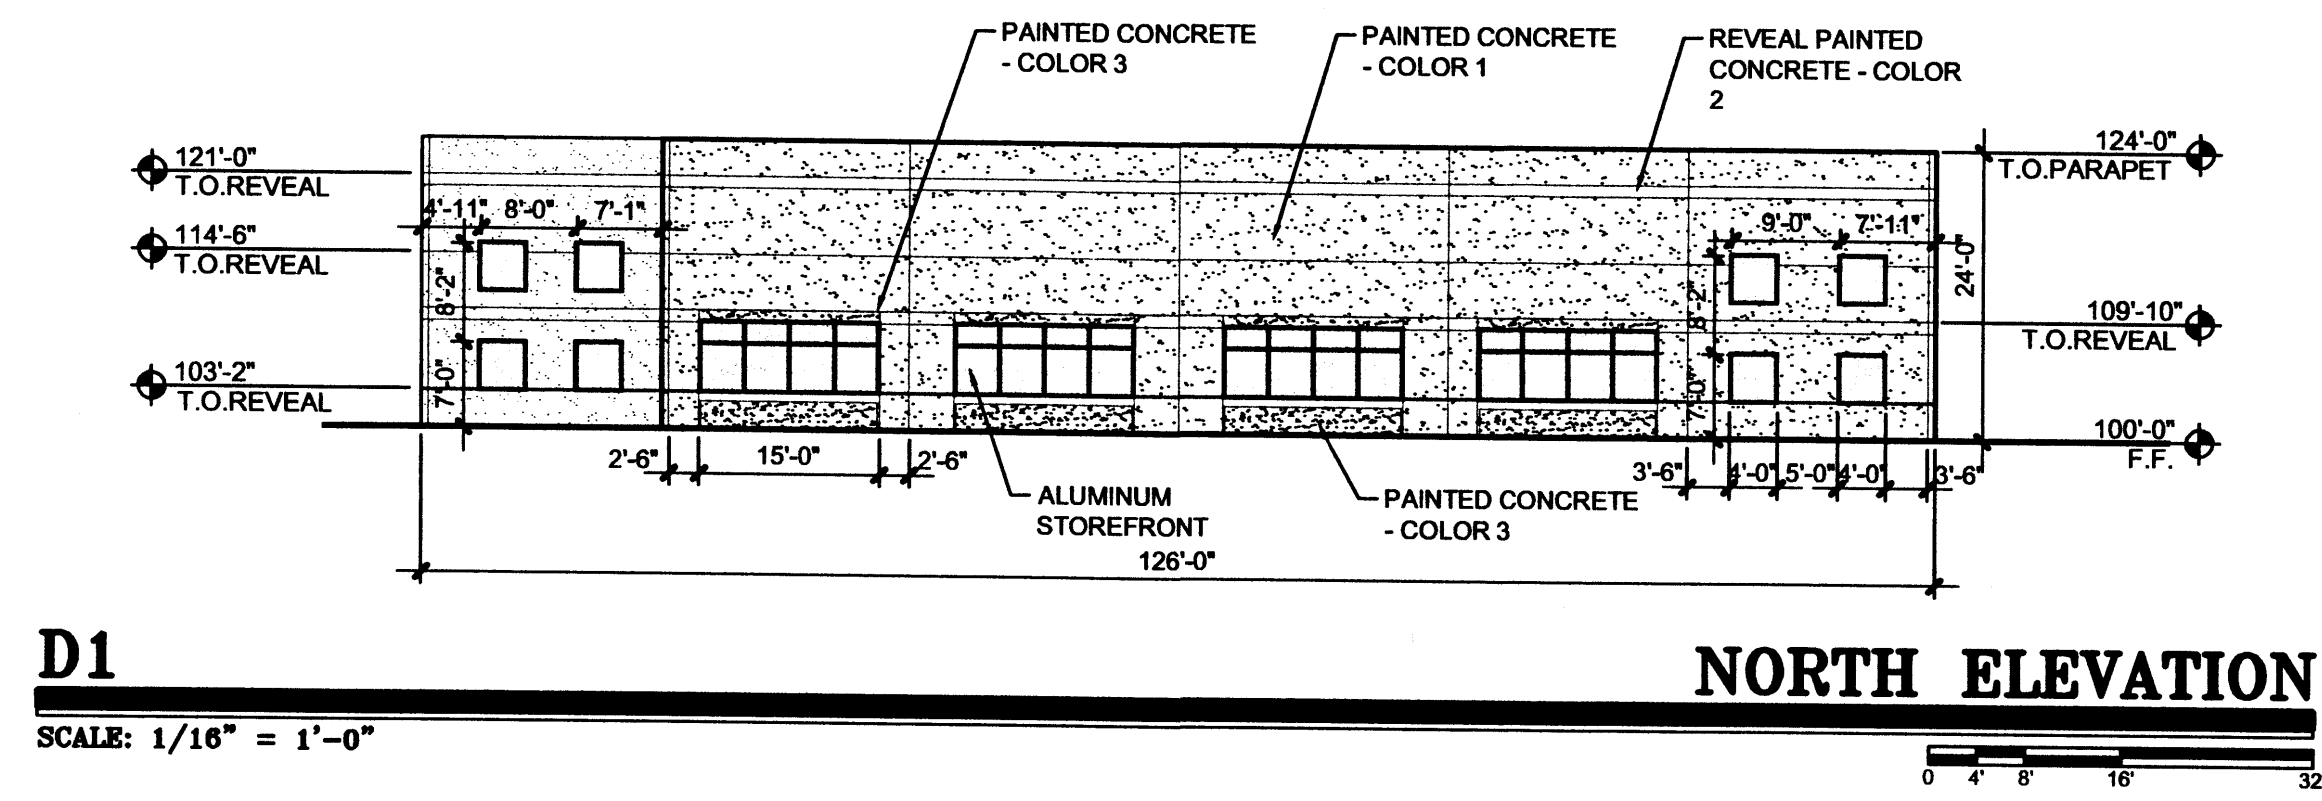 PAINTED CONCRETE
- COLOR 3
PAINTED CONCRETE
- COLOR 1
REVEAL PAINTED
CONCRETE - COLOR
2
121'-0"
T.O.REVEAL
124'-0"
T.O.PARAPET
4'-11" 8'-0" 7'-1"
9'-0" 7'-11"
114'-6"
T.O.REVEAL
8'-2"
8'-2"
24'-0"
109'-10"
T.O.REVEAL
103'-2"
T.O.REVEAL
7'-0"
7'-0"
100'-0"
F.F.
2'-6" 15'-0" 2'-6"
3'-6" 4'-0" 5'-0" 4'-0" 3'-6"
ALUMINUM
STOREFRONT
PAINTED CONCRETE
- COLOR 3
126'-0"
D1
NORTH ELEVATION
SCALE: 1/16" = 1'-0"
0 4' 8' 16' 32